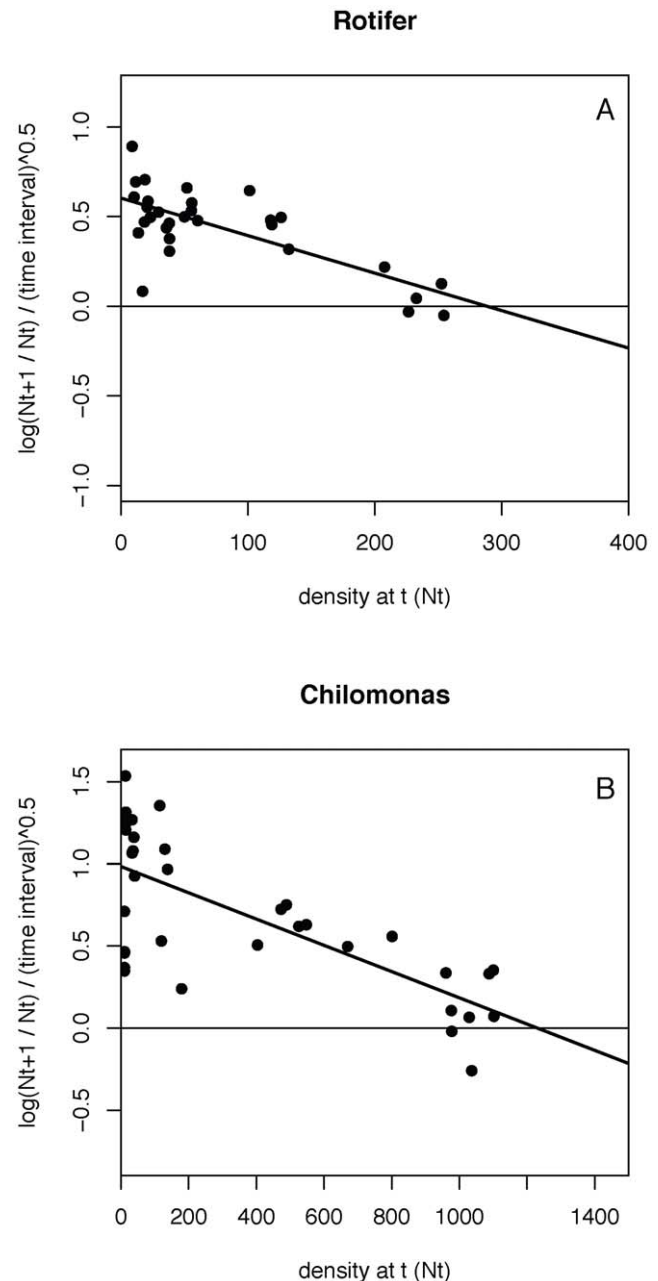 Rotifer
A
log(Nt+1 / Nt) / (time interval)^0.5
1.0
0.5
0.0
−0.5
−1.0
0 100 200 300 400
density at t (Nt)
Chilomonas
B
log(Nt+1 / Nt) / (time interval)^0.5
1.5
1.0
0.5
0.0
−0.5
0 200 400 600 800 1000 1400
density at t (Nt)